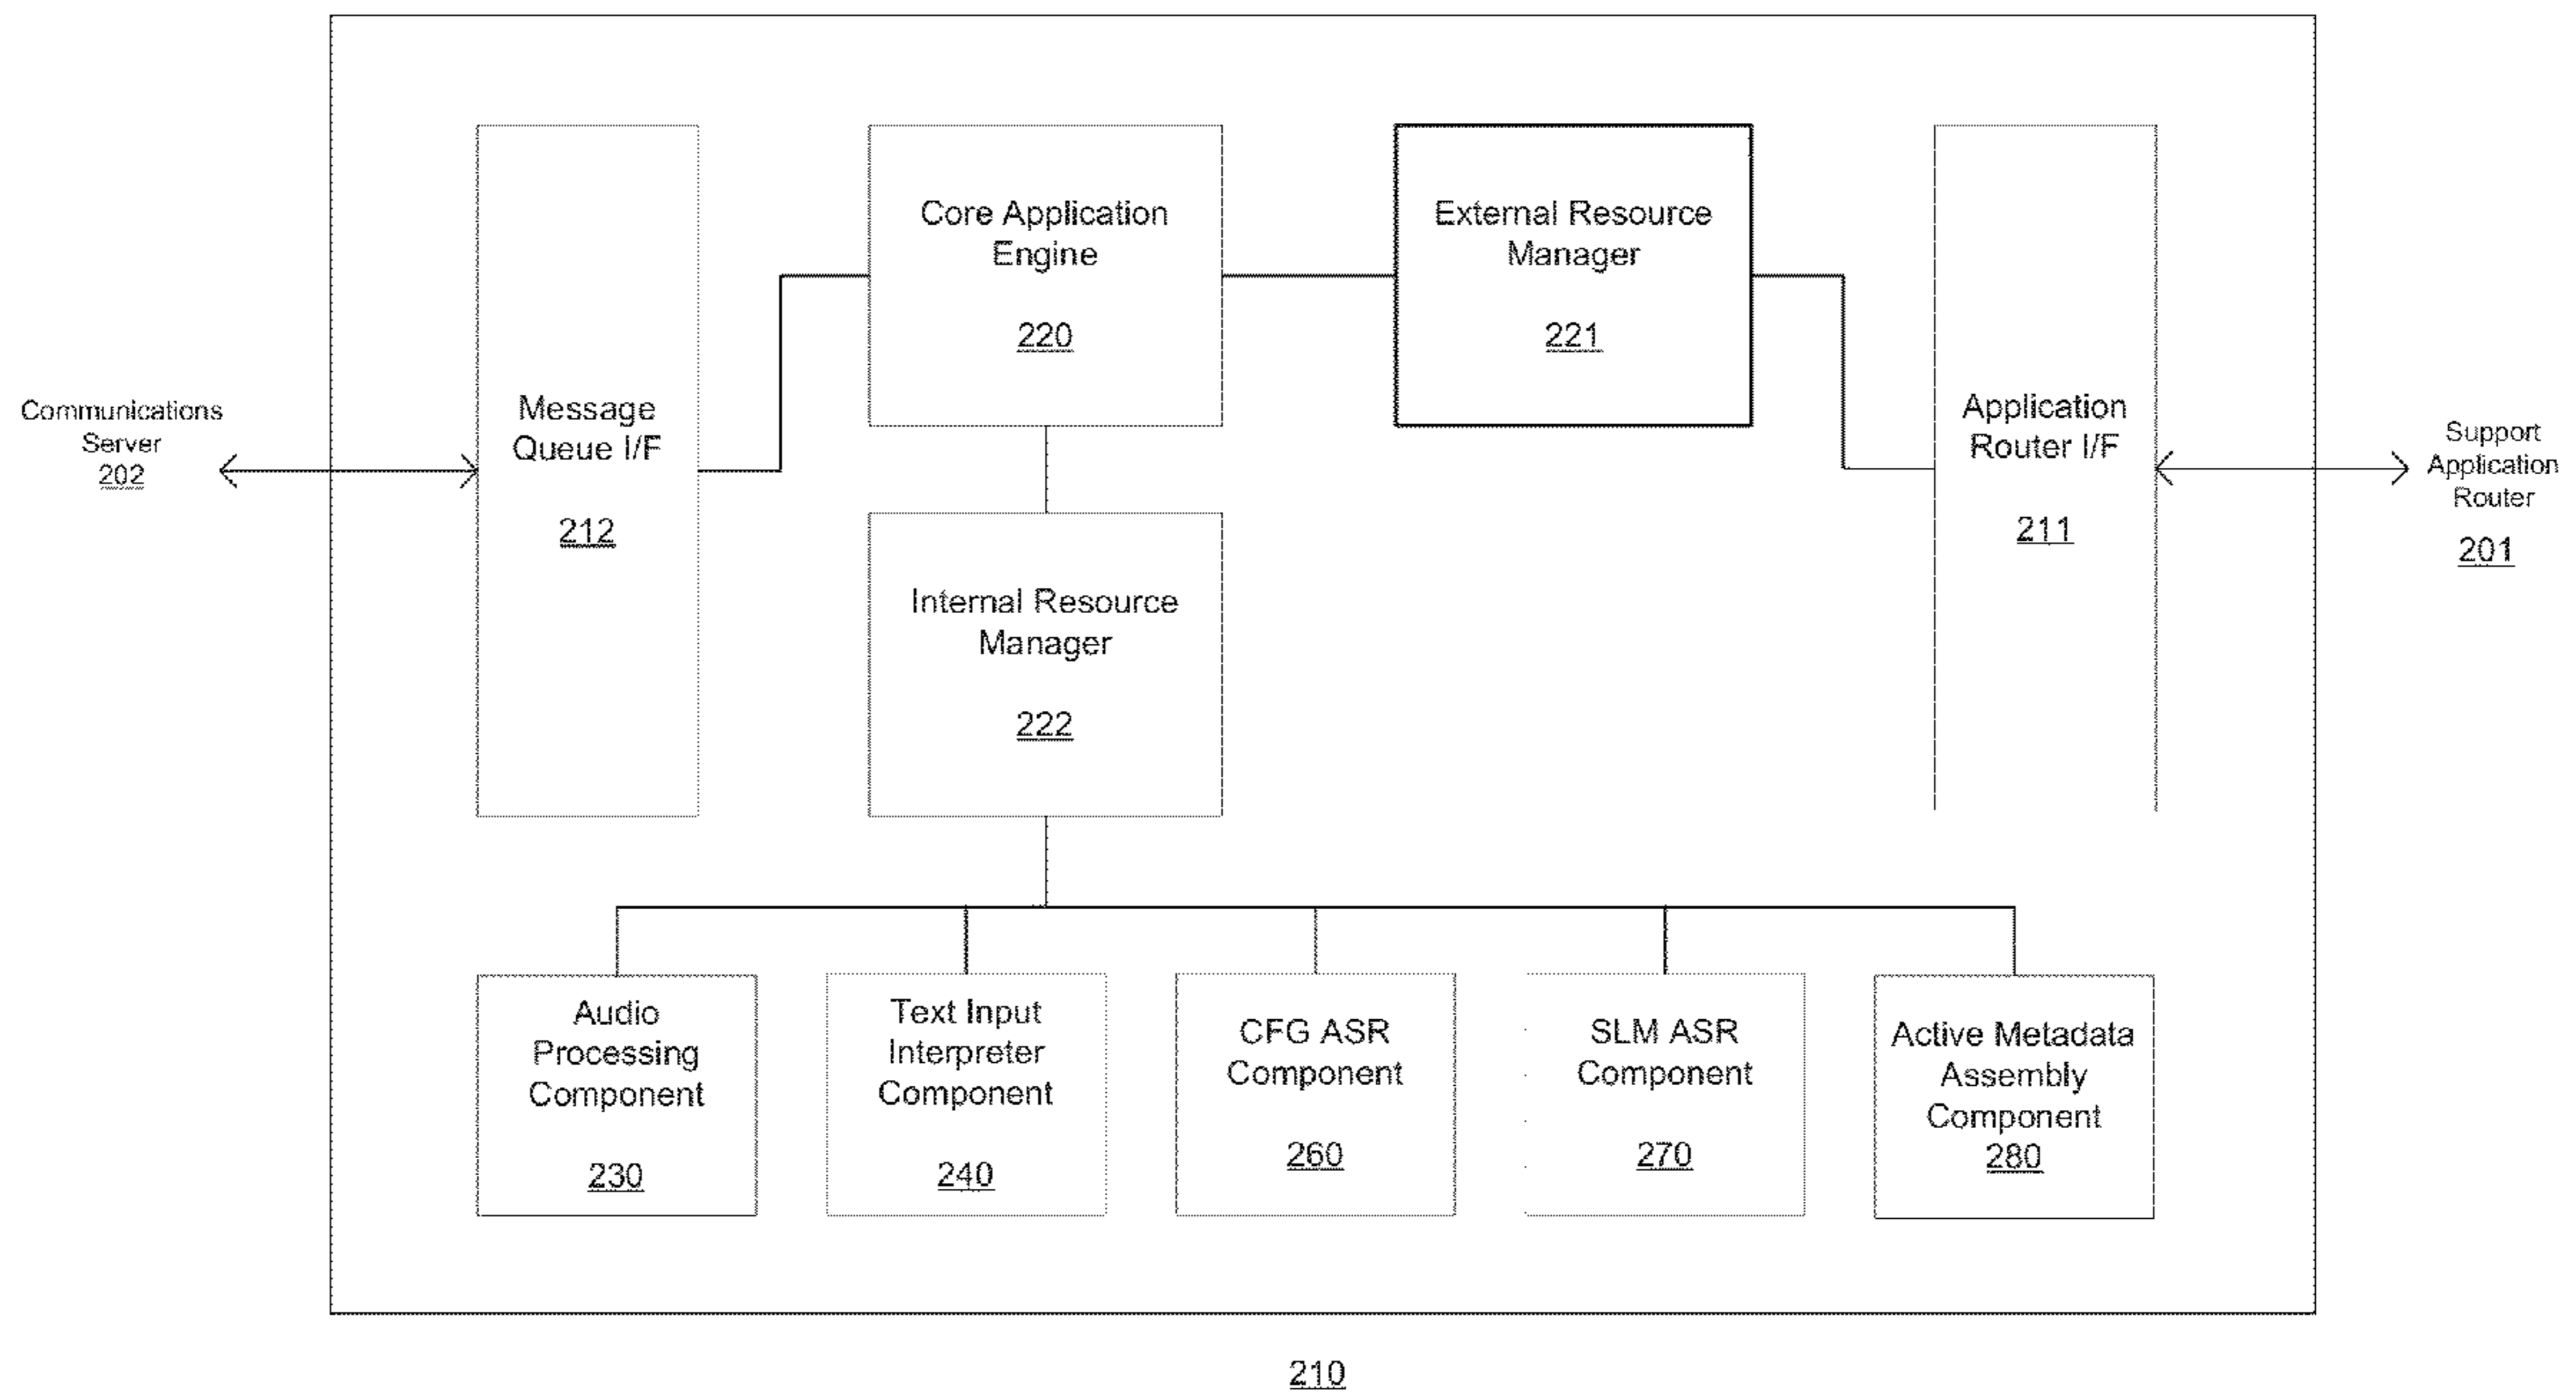 Communications
Server
202
Message
Queue I/F
212
Core Application
Engine
220
External Resource
Manager
221
Application
Router I/F
211
Support
Application
Router
201
Internal Resource
Manager
222
Audio
Processing
Component
230
Text Input
Interpreter
Component
240
CFG ASR
Component
260
SLM ASR
Component
270
Active Metadata
Assembly
Component
280
210